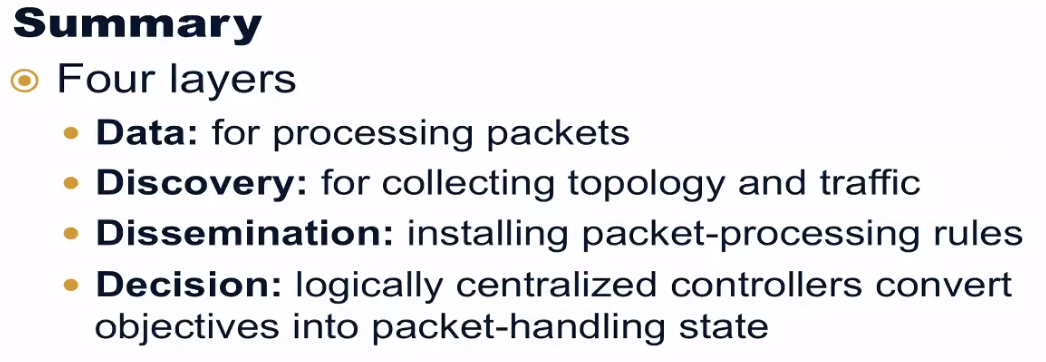 Summary
Four layers
Data: for processing packets
Discovery: for collecting topology and traffic
Dissemination: installing packet-processing rules
Decision: logically centralized controllers convert
objectives into packet-handling state